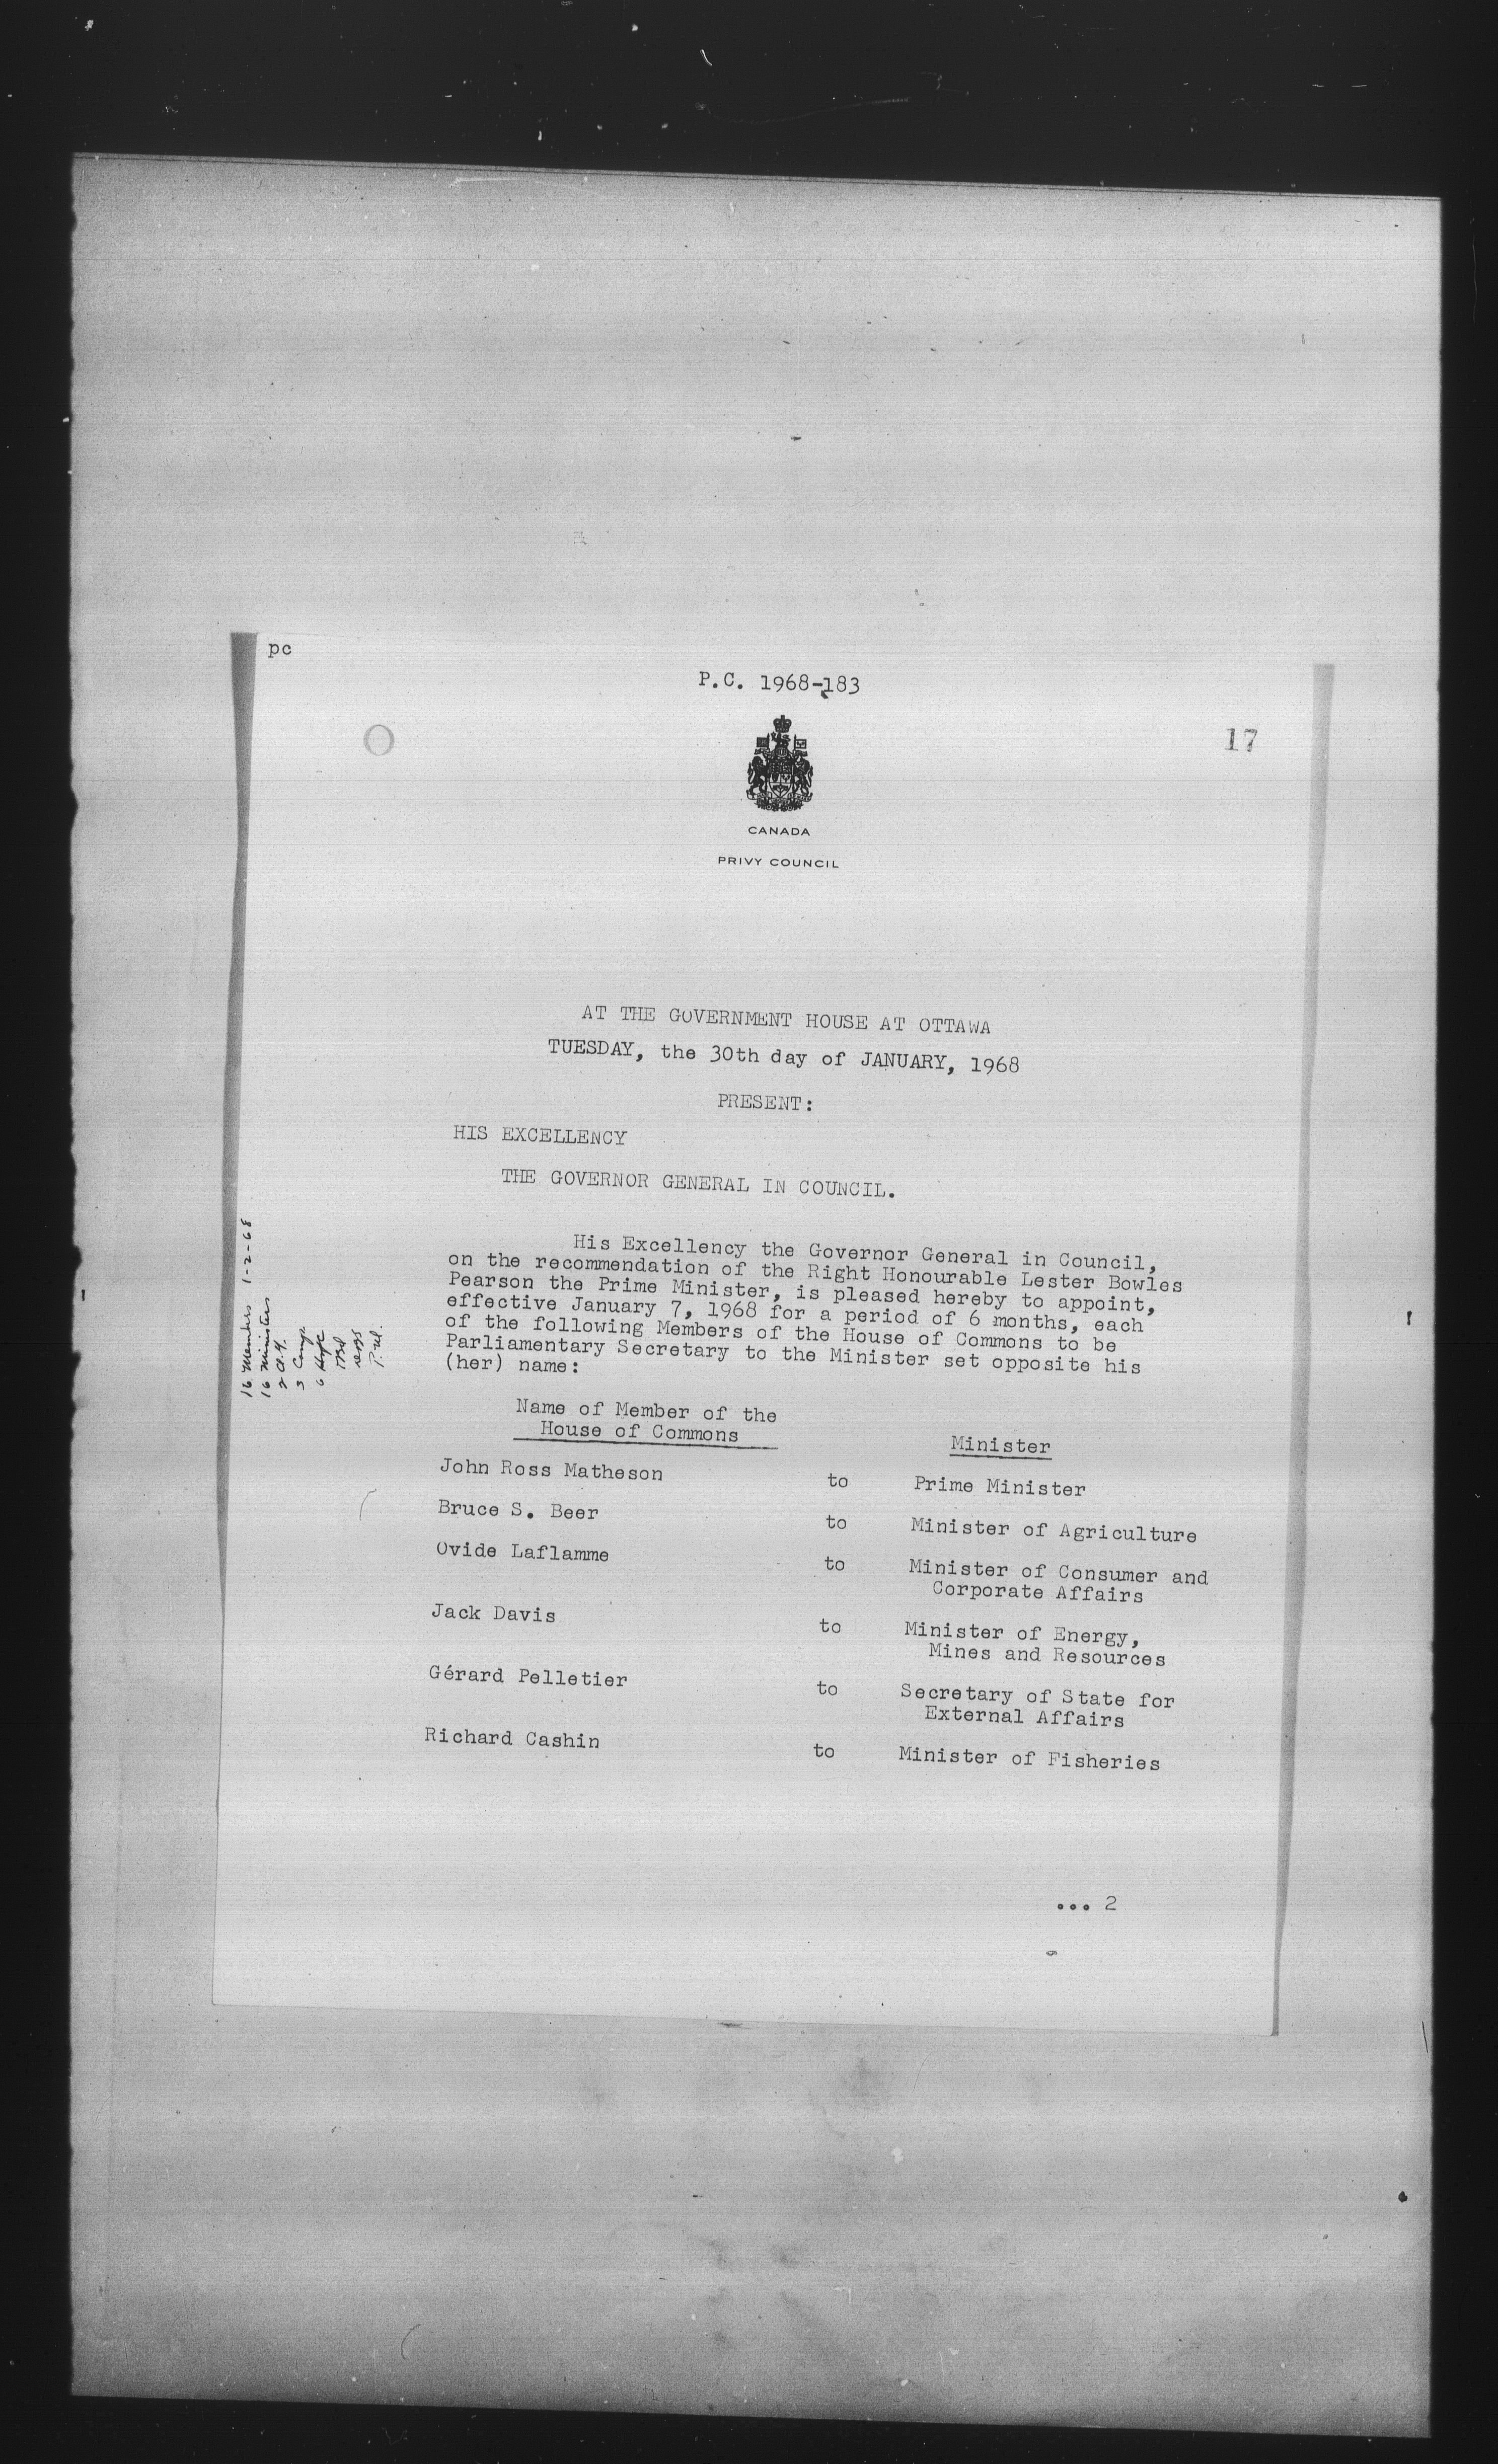 pc
P.C. 1968-183
17
CANADA
PRIVY COUNCIL
AT THE GOVERNMENT HOUSE AT OTTAWA
TUESDAY, the 30th day of JANUARY, 1968
PRESENT:
HIS EXCELLENCY
THE GOVERNOR GENERAL IN COUNCIL.
His Excellency the Governor General in Council,
on the recommendation of the Right Honourable Lester Bowles
Pearson the Prime Minister, is pleased hereby to appoint,
effective January 7, 1968 for a period of 6 months, each
of the following Members of the House of Commons to be
Parliamentary Secretary to the Minister set opposite his
(her) name:
Name of Member of the
House of Commons
Minister
John Ross Matheson to Prime Minister
Bruce S. Beer to Minister of Agriculture
Ovide Laflamme to Minister of Consumer and
Corporate Affairs
Jack Davis to Minister of Energy,
Mines and Resources
Gérard Pelletier to Secretary of State for
External Affairs
Richard Cashin to Minister of Fisheries
... 2
16 Members 1-2-68
16 Ministers